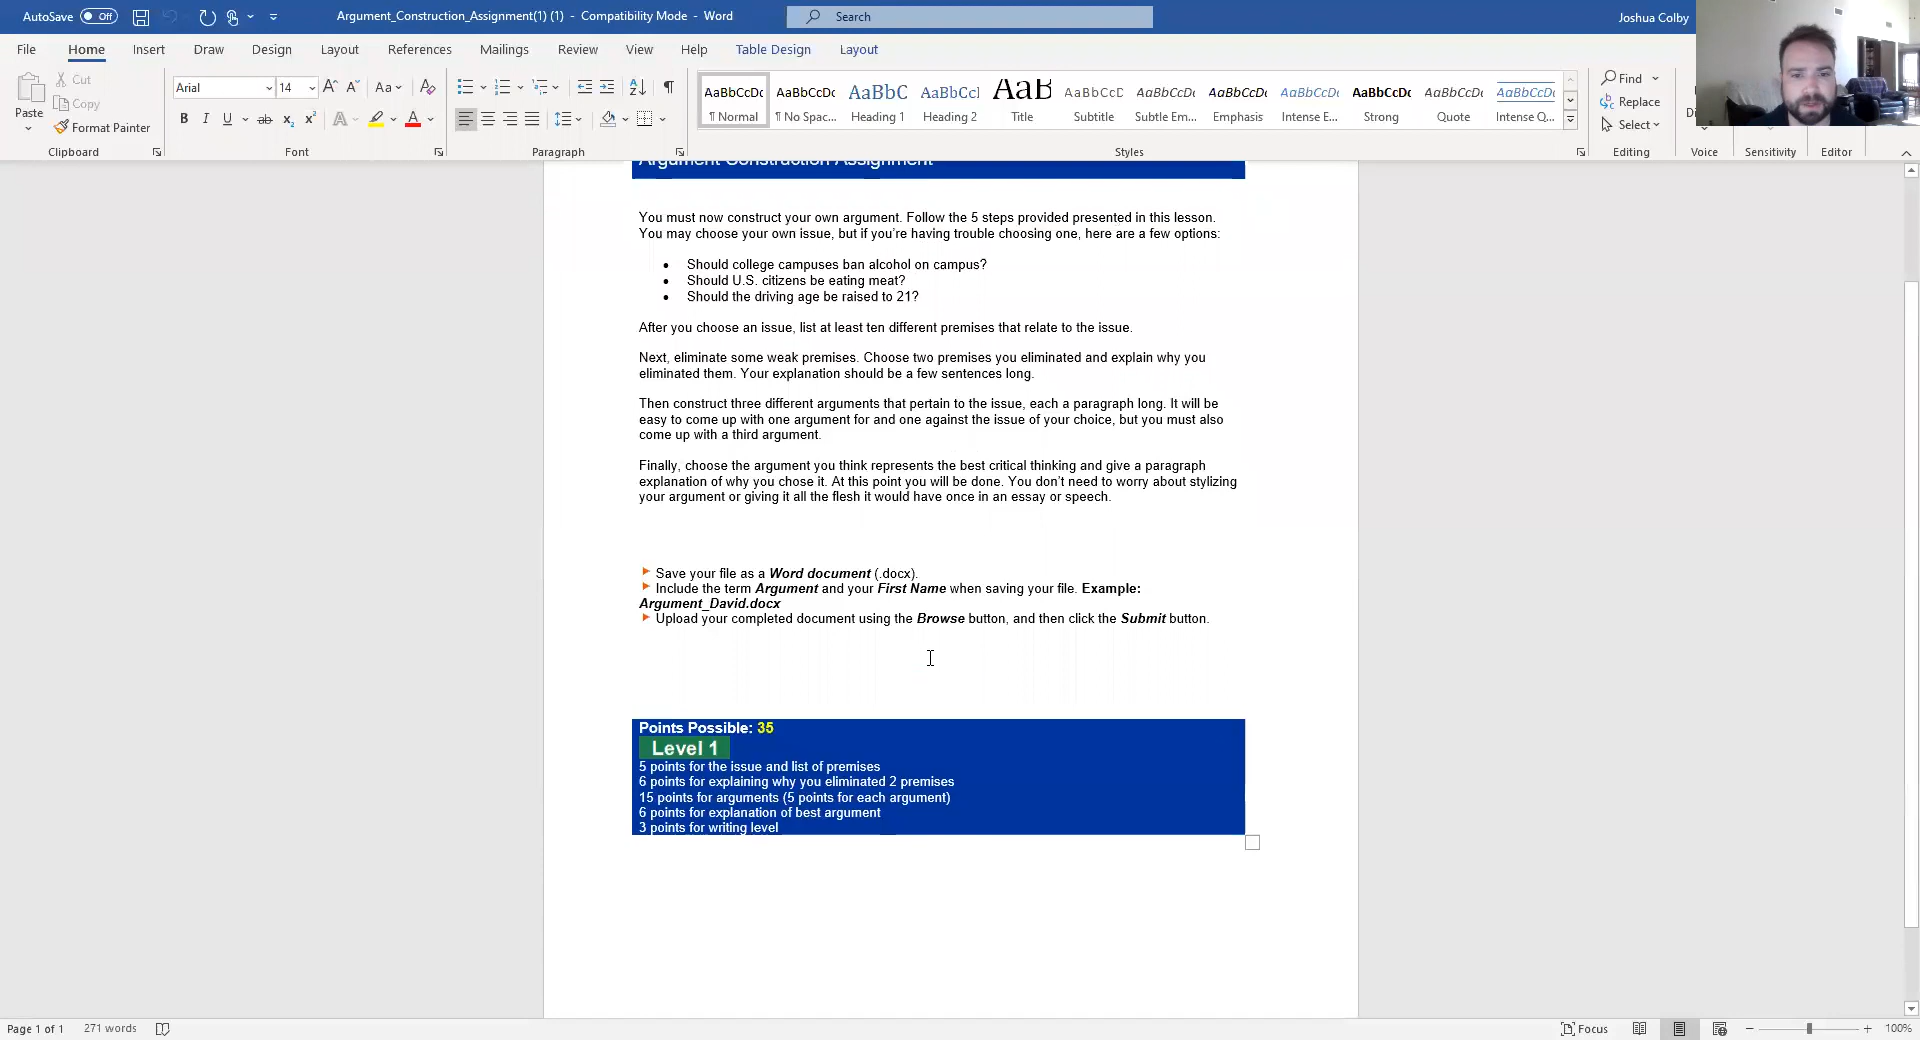 AutoSave Off Argument_Construction_Assignment(1) (1) - Compatibility Mode - Word Search Joshua Colby
File Home Insert Draw Design Layout References Mailings Review View Help Table Design Layout
Paste
Cut
Copy
Format Painter
Clipboard
Arial 14
Font
Paragraph
AaBbCcDc AaBbCcDc AaBbC AaBbCcI AaB AaBbCcD AaBbCcDc AaBbCcDc AaBbCcDc AaBbCcDc AaBbCcDc AaBbCcDc
¶ Normal ¶ No Spac... Heading 1 Heading 2 Title Subtitle Subtle Em... Emphasis Intense E... Strong Quote Intense Q...
Styles
Find
Replace
Select
Editing
Voice
Sensitivity
Editor
Argument Construction Assignment
You must now construct your own argument. Follow the 5 steps provided presented in this lesson.
You may choose your own issue, but if you’re having trouble choosing one, here are a few options:
• Should college campuses ban alcohol on campus?
• Should U.S. citizens be eating meat?
• Should the driving age be raised to 21?
After you choose an issue, list at least ten different premises that relate to the issue.
Next, eliminate some weak premises. Choose two premises you eliminated and explain why you
eliminated them. Your explanation should be a few sentences long.
Then construct three different arguments that pertain to the issue, each a paragraph long. It will be
easy to come up with one argument for and one against the issue of your choice, but you must also
come up with a third argument.
Finally, choose the argument you think represents the best critical thinking and give a paragraph
explanation of why you chose it. At this point you will be done. You don’t need to worry about stylizing
your argument or giving it all the flesh it would have once in an essay or speech.
Save your file as a Word document (.docx).
Include the term Argument and your First Name when saving your file. Example:
Argument_David.docx
Upload your completed document using the Browse button, and then click the Submit button.
Points Possible: 35
Level 1
5 points for the issue and list of premises
6 points for explaining why you eliminated 2 premises
15 points for arguments (5 points for each argument)
6 points for explanation of best argument
3 points for writing level
Page 1 of 1 271 words Focus 100%